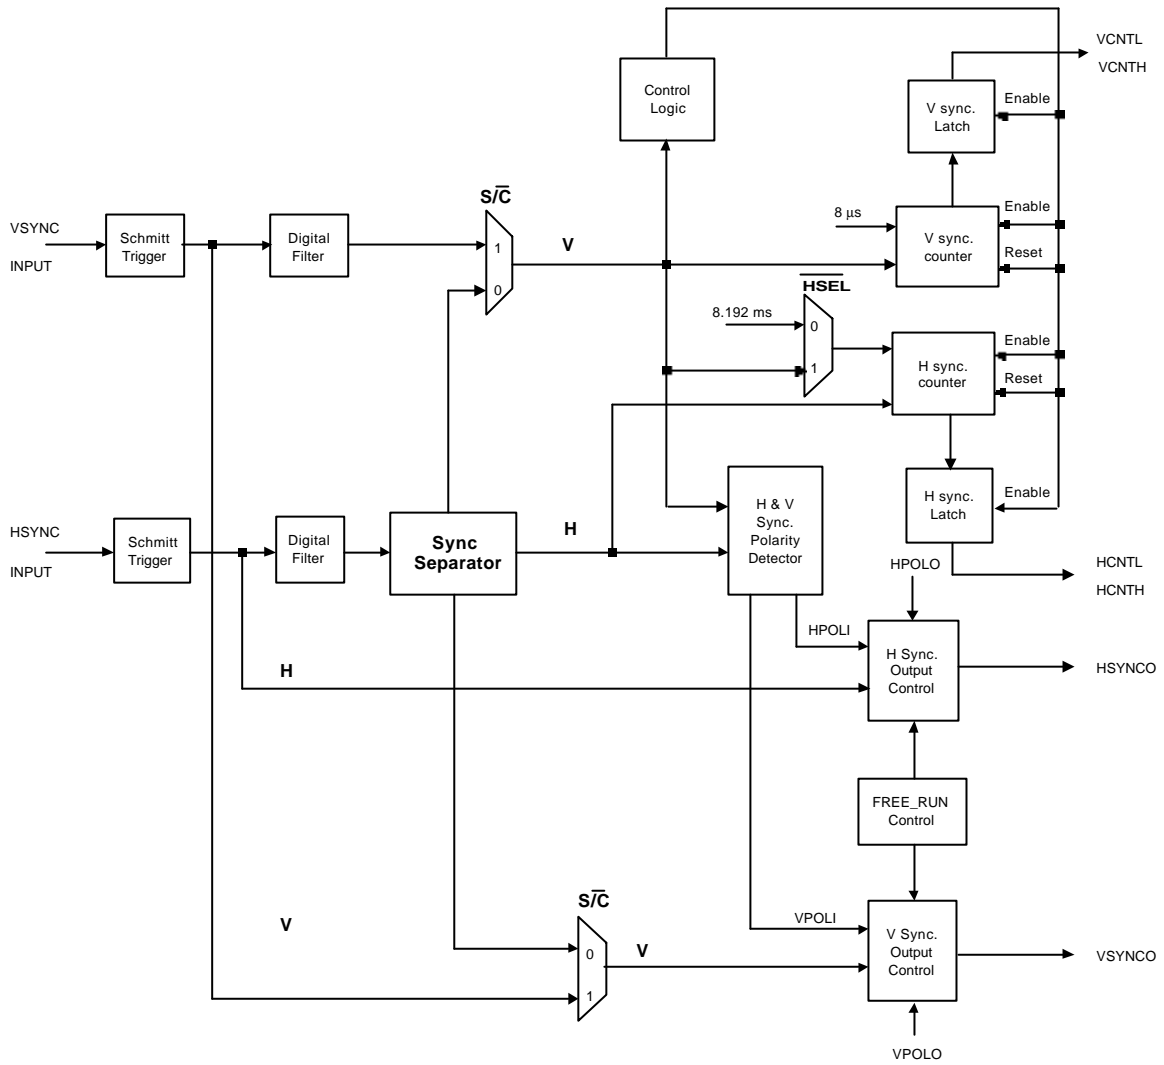 VCNTL
VCNTH
Control
Logic
V sync.
Latch
Enable
S/C̅
VSYNC
INPUT
Schmitt
Trigger
Digital
Filter
1
0
V
8 µs
V sync.
counter
Enable
Reset
H̅S̅E̅L̅
8.192 ms
0
1
H sync.
counter
Enable
Reset
H & V
Sync.
Polarity
Detector
H sync.
Latch
Enable
HSYNC
INPUT
Schmitt
Trigger
Digital
Filter
Sync
Separator
H
HPOLO
HCNTL
HCNTH
HPOLI
H Sync.
Output
Control
HSYNCO
H
FREE_RUN
Control
S/C̅
V
0
1
V
VPOLI
V Sync.
Output
Control
VSYNCO
VPOLO